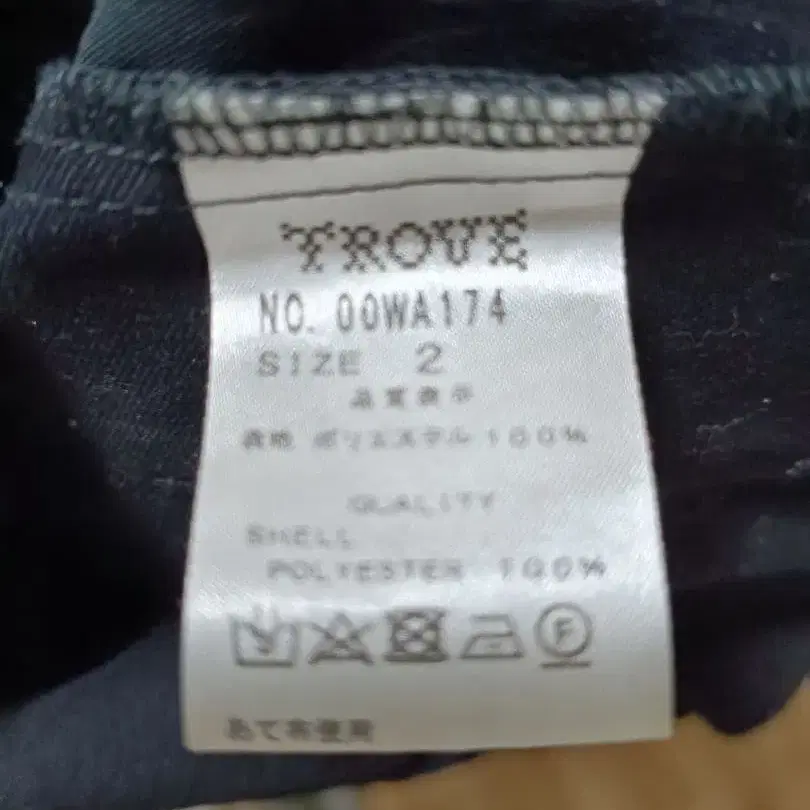 TROVE
NO. 00WA174
SIZE 2
品質表示
表地 ポリエステル 100%
QUALITY
SHELL
POLYESTER 100%
F
あて布使用